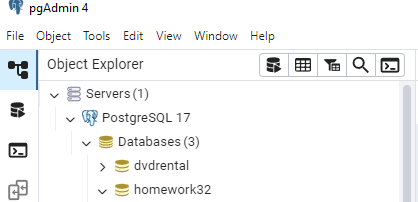 pgAdmin 4
File Object Tools Edit View Window Help
Object Explorer
Servers (1)
PostgreSQL 17
Databases (3)
dvdrental
homework32